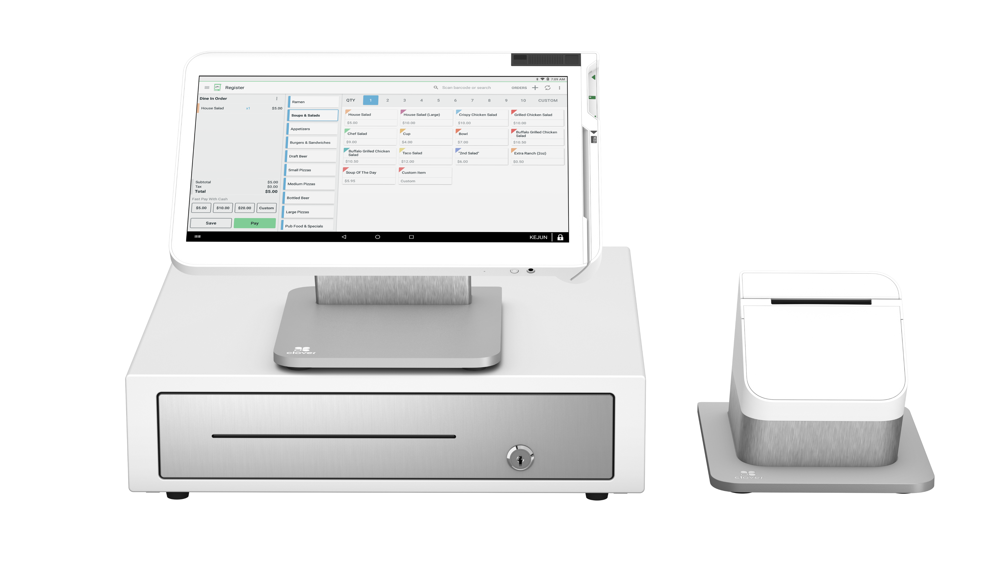 7:09 AM
Register
Scan barcode or search
ORDERS
Dine In Order
House Salad x1 $5.00
Subtotal $5.00
Tax $0.00
Total $5.00
Fast Pay With Cash
$5.00 $10.00 $20.00 Custom
Save Pay
Ramen
Soups & Salads
Appetizers
Burgers & Sandwiches
Draft Beer
Small Pizzas
Medium Pizzas
Bottled Beer
Large Pizzas
Pub Food & Specials
QTY 1 2 3 4 5 6 7 8 9 10 CUSTOM
House Salad
$5.00
House Salad (Large)
$10.00
Crispy Chicken Salad
$10.00
Grilled Chicken Salad
$10.00
Chef Salad
$9.00
Cup
$4.00
Bowl
$7.00
Buffalo Grilled Chicken
Salad
$10.50
Buffalo Grilled Chicken
Salad
$10.50
Taco Salad
$12.00
"2nd Salad"
$6.00
Extra Ranch (2oz)
$0.50
Soup Of The Day
$5.95
Custom Item
Custom
KEJUN
1234
clover
clover